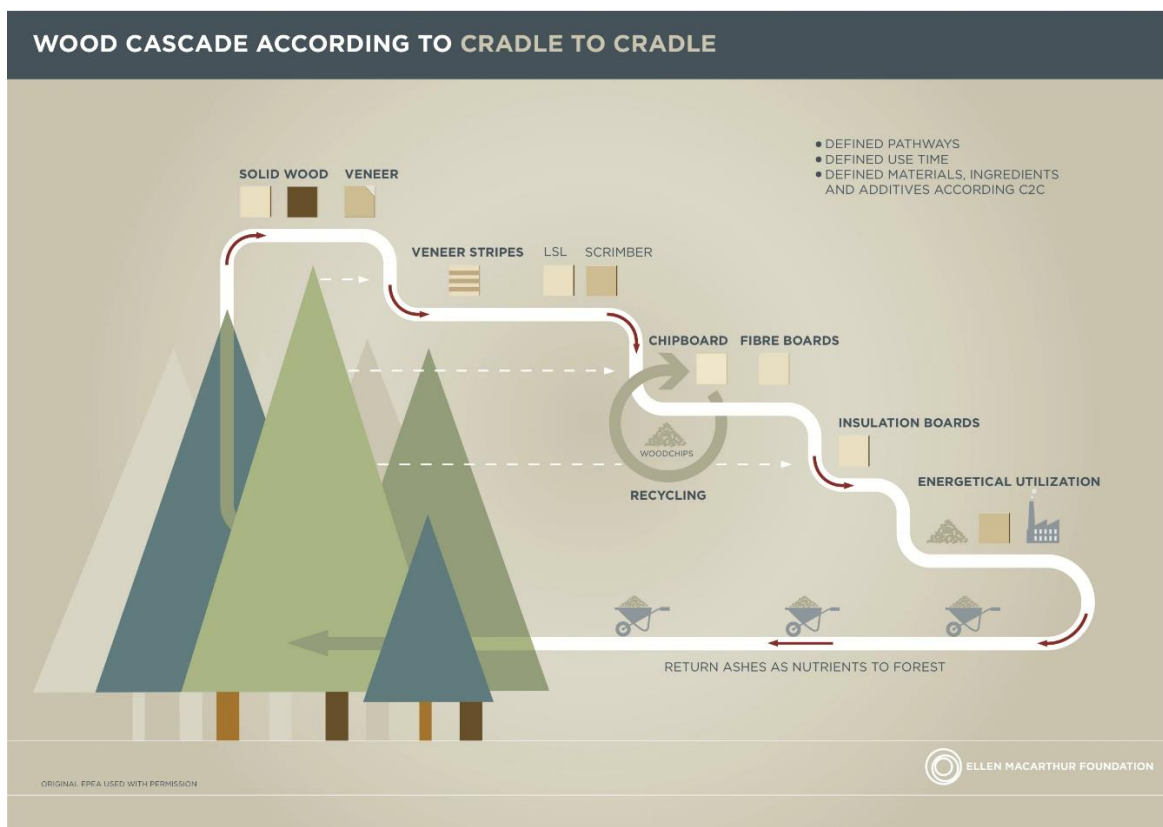 WOOD CASCADE ACCORDING TO CRADLE TO CRADLE
• DEFINED PATHWAYS
• DEFINED USE TIME
• DEFINED MATERIALS, INGREDIENTS
AND ADDITIVES ACCORDING C2C
SOLID WOOD VENEER
VENEER STRIPES LSL SCRIMBER
CHIPBOARD FIBRE BOARDS
WOODCHIPS
RECYCLING
INSULATION BOARDS
ENERGETICAL UTILIZATION
RETURN ASHES AS NUTRIENTS TO FOREST
ELLEN MACARTHUR FOUNDATION
ORIGINAL EPEA USED WITH PERMISSION